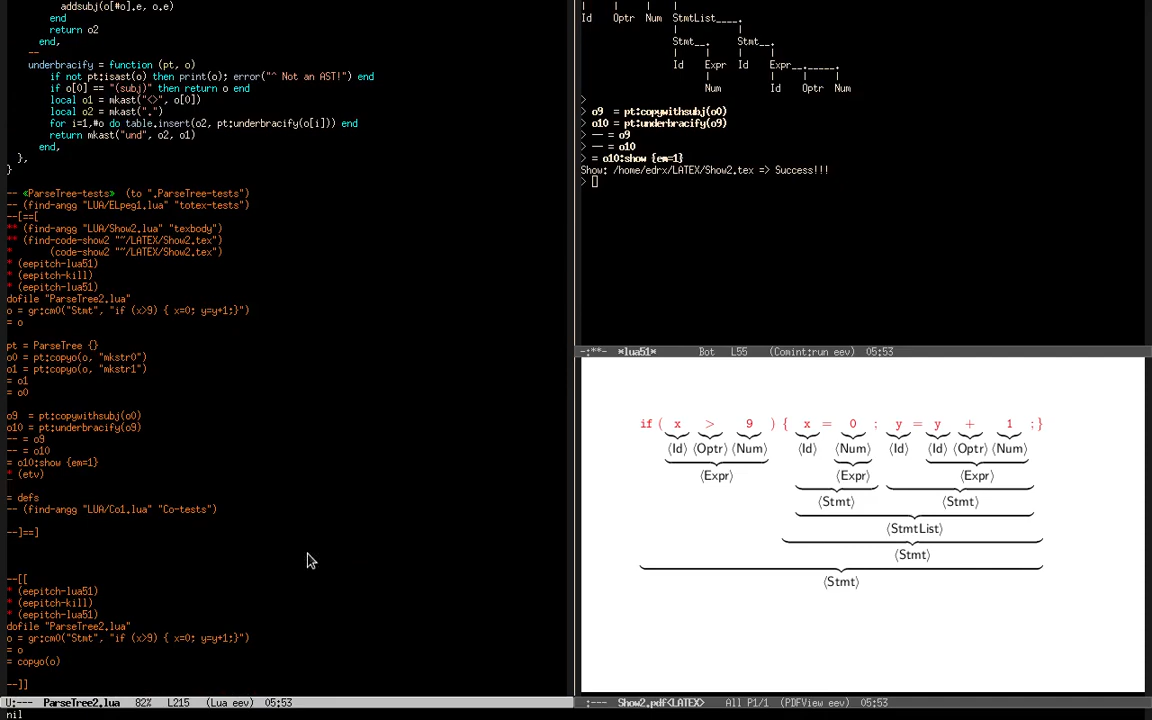 addsubj(o[#o].e, o.e)
end
return o2
end,
--
underbracify = function (pt, o)
if not pt:isast(o) then print(o); error("^ Not an AST!") end
if o[0] == "(subj)" then return o end
local o1 = mkast("<>", o[0])
local o2 = mkast(".")
for i=1,#o do table.insert(o2, pt:underbracify(o[i])) end
return mkast("und", o2, o1)
end,
},
}
-- «ParseTree-tests» (to ".ParseTree-tests")
-- (find-angg "LUA/ELpeg1.lua" "totex-tests")
--[==[
** (find-angg "LUA/Show2.lua" "texbody")
** (find-code-show2 "~/LATEX/Show2.tex")
* (code-show2 "~/LATEX/Show2.tex")
* (eepitch-lua51)
* (eepitch-kill)
* (eepitch-lua51)
dofile "ParseTree2.lua"
o = gr:cm0("Stmt", "if (x>9) { x=0; y=y+1;}")
= o
pt = ParseTree {}
o0 = pt:copyo(o, "mkstr0")
o1 = pt:copyo(o, "mkstr1")
= o1
= o0
o9 = pt:copywithsubj(o0)
o10 = pt:underbracify(o9)
-- = o9
-- = o10
= o10:show {em=1}
* (etv)
= defs
-- (find-angg "LUA/Co1.lua" "Co-tests")
--]==]
--[[
* (eepitch-lua51)
* (eepitch-kill)
* (eepitch-lua51)
dofile "ParseTree2.lua"
o = gr:cm0("Stmt", "if (x>9) { x=0; y=y+1;}")
= o
= copyo(o)
--]]
U:--- ParseTree2.lua 82% L215 (Lua eev) 05:53
nil
| | | |
Id Optr Num StmtList____.
| |
Stmt__. Stmt__.
| | | |
Id Expr Id Expr__._____.
| | | |
Num Id Optr Num
>
> o9 = pt:copywithsubj(o0)
> o10 = pt:underbracify(o9)
> -- = o9
> -- = o10
> = o10:show {em=1}
Show: /home/edrx/LATEX/Show2.tex => Success!!!
>
-:**- *lua51* Bot L55 (Comint:run eev) 05:53
if ( x > 9 ) { x = 0 ; y = y + 1 ; }
⟨Id⟩ ⟨Optr⟩ ⟨Num⟩ ⟨Id⟩ ⟨Num⟩ ⟨Id⟩ ⟨Id⟩ ⟨Optr⟩ ⟨Num⟩
⟨Expr⟩ ⟨Expr⟩ ⟨Expr⟩
⟨Stmt⟩ ⟨Stmt⟩
⟨StmtList⟩
⟨Stmt⟩
⟨Stmt⟩
-:--- Show2.pdf<LATEX> All P1/1 (PDFView eev) 05:53